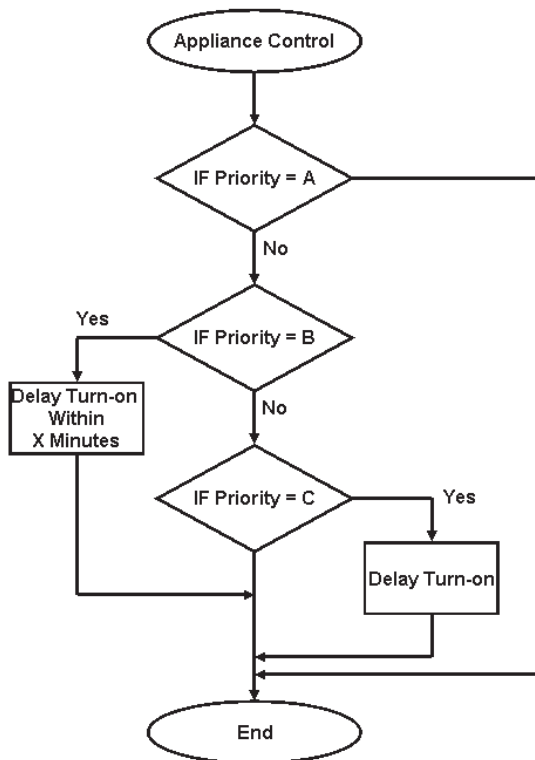 Appliance Control
IF Priority = A
No
IF Priority = B
Yes
Delay Turn-on
Within
X Minutes
No
IF Priority = C
Yes
Delay Turn-on
End